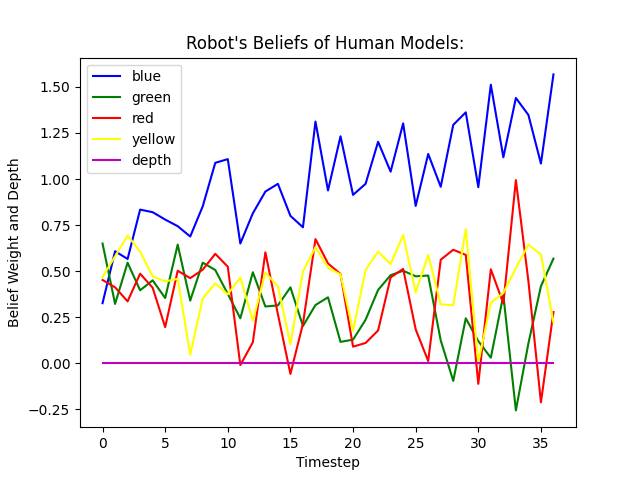 Robot's Beliefs of Human Models:
blue
green
red
yellow
depth
Belief Weight and Depth
1.50
1.25
1.00
0.75
0.50
0.25
0.00
−0.25
0 5 10 15 20 25 30 35
Timestep